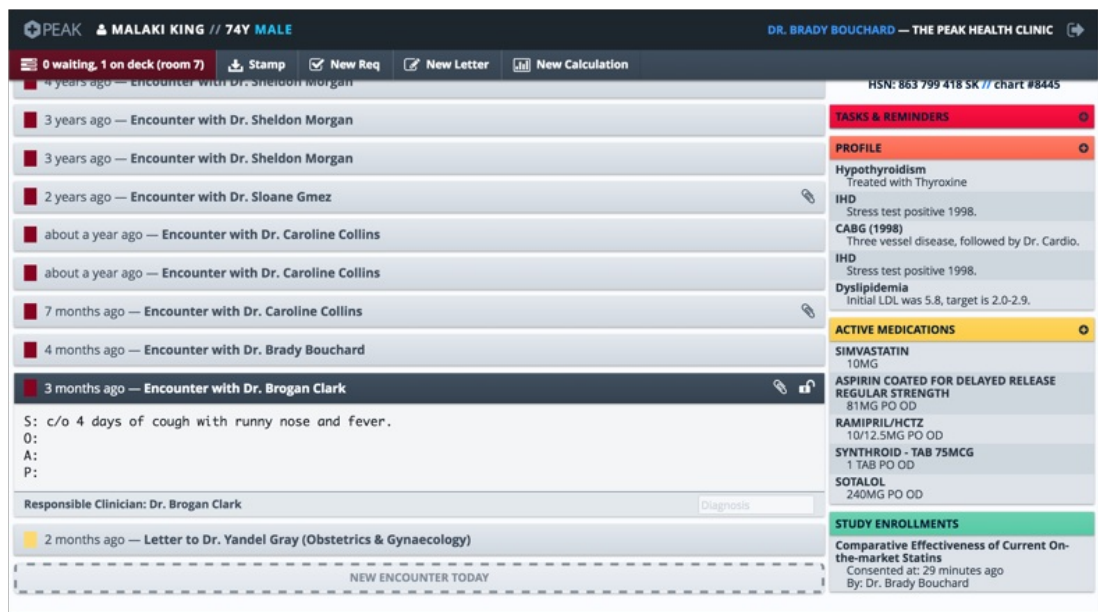 PEAK MALAKI KING // 74Y MALE
DR. BRADY BOUCHARD — THE PEAK HEALTH CLINIC
0 waiting, 1 on deck (room 7) Stamp New Req New Letter New Calculation
4 years ago — Encounter with Dr. Sheldon Morgan
3 years ago — Encounter with Dr. Sheldon Morgan
3 years ago — Encounter with Dr. Sheldon Morgan
2 years ago — Encounter with Dr. Sloane Gmez
about a year ago — Encounter with Dr. Caroline Collins
about a year ago — Encounter with Dr. Caroline Collins
7 months ago — Encounter with Dr. Caroline Collins
4 months ago — Encounter with Dr. Brady Bouchard
3 months ago — Encounter with Dr. Brogan Clark
S: c/o 4 days of cough with runny nose and fever.
O:
A:
P:
Responsible Clinician: Dr. Brogan Clark Diagnosis
2 months ago — Letter to Dr. Yandel Gray (Obstetrics & Gynaecology)
NEW ENCOUNTER TODAY
HSN: 863 799 418 SK // chart #8445
TASKS & REMINDERS
PROFILE
Hypothyroidism
Treated with Thyroxine
IHD
Stress test positive 1998.
CABG (1998)
Three vessel disease, followed by Dr. Cardio.
IHD
Stress test positive 1998.
Dyslipidemia
Initial LDL was 5.8, target is 2.0-2.9.
ACTIVE MEDICATIONS
SIMVASTATIN
10MG
ASPIRIN COATED FOR DELAYED RELEASE
REGULAR STRENGTH
81MG PO OD
RAMIPRIL/HCTZ
10/12.5MG PO OD
SYNTHROID - TAB 75MCG
1 TAB PO OD
SOTALOL
240MG PO OD
STUDY ENROLLMENTS
Comparative Effectiveness of Current On-
the-market Statins
Consented at: 29 minutes ago
By: Dr. Brady Bouchard